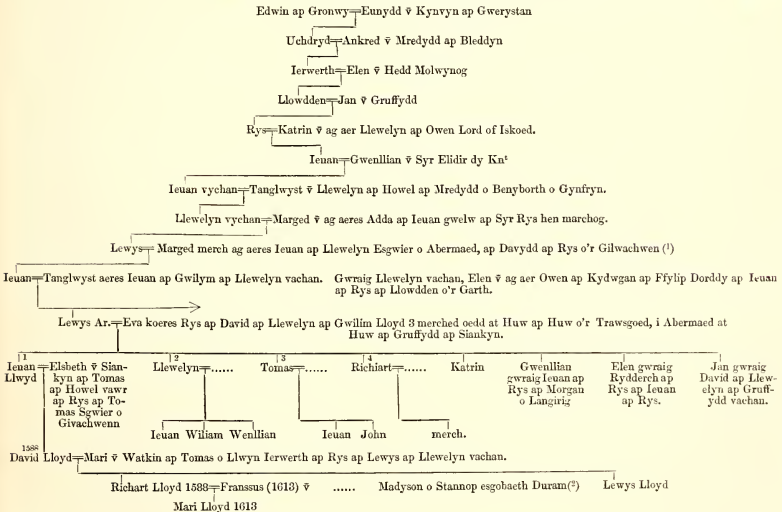 Edwin ap Gronwy=Eunydd v̄ Kynvyn ap Gwerystan
Uchdryd=Ankred v̄ Mredydd ap Bleddyn
Ierwerth=Elen v̄ Hedd Molwynog
Llowdden=Jan v̄ Gruffydd
Rys=Katrin v̄ ag aer Llewelyn ap Owen Lord of Iskoed.
Ieuan=Gwenllian v̄ Syr Elidir dy Knᵗ
Ieuan vychan=Tanglwyst v̄ Llewelyn ap Howel ap Mredydd o Benyborth o Gynfryn.
Llewelyn vychan=Marged v̄ ag aeres Adda ap Ieuan gwelw ap Syr Rys hen marchog.
Lewys=Marged merch ag aeres Ieuan ap Llewelyn Esgwier o Abermaed, ap Davydd ap Rys o'r Gilwachwen (¹)
Ieuan=Tanglwyst aeres Ieuan ap Gwilym ap Llewelyn vachan. Gwraig Llewelyn vachan, Elen v̄ ag aer Owen ap Kydwgan ap Ffylip Dorddy ap Ieuan
ap Rys ap Llowdden o'r Garth.
Lewys Ar.=Eva koeres Rys ap David ap Llewelyn ap Gwilim Lloyd 3 merched oedd at Huw ap Huw o'r Trawsgoed, i Abermaed at
Huw ap Gruffydd ap Siankyn.
1 2 3 4
Ienan=Elsbeth v̄ Sian- Llewelyn=...... Tomas=...... Richiart=...... Katrin Gwenllian Elen gwraig Jan gwraig
Llwyd kyn ap Tomas gwraig Ieuan ap Rydderch ap David ap Llew-
ap Howel vawr Rys ap Morgan Rys ap Ieuan elyn ap Gruff-
ap Rys ap To- o Langirig ap Rys. ydd vachan.
mas Sgwier o
Givachwenn
Ieuan Wiliam Wenllian Ieuan John merch.
1588
David Lloyd=Mari v̄ Watkin ap Tomas o Llwyn Ierwerth ap Rys ap Lewys ap Llewelyn vachan.
Richart Lloyd 1588=Franssus (1613) v̄ ...... Madyson o Stannop esgobaeth Duram(²) Lewys Lloyd
Mari Lloyd 1613